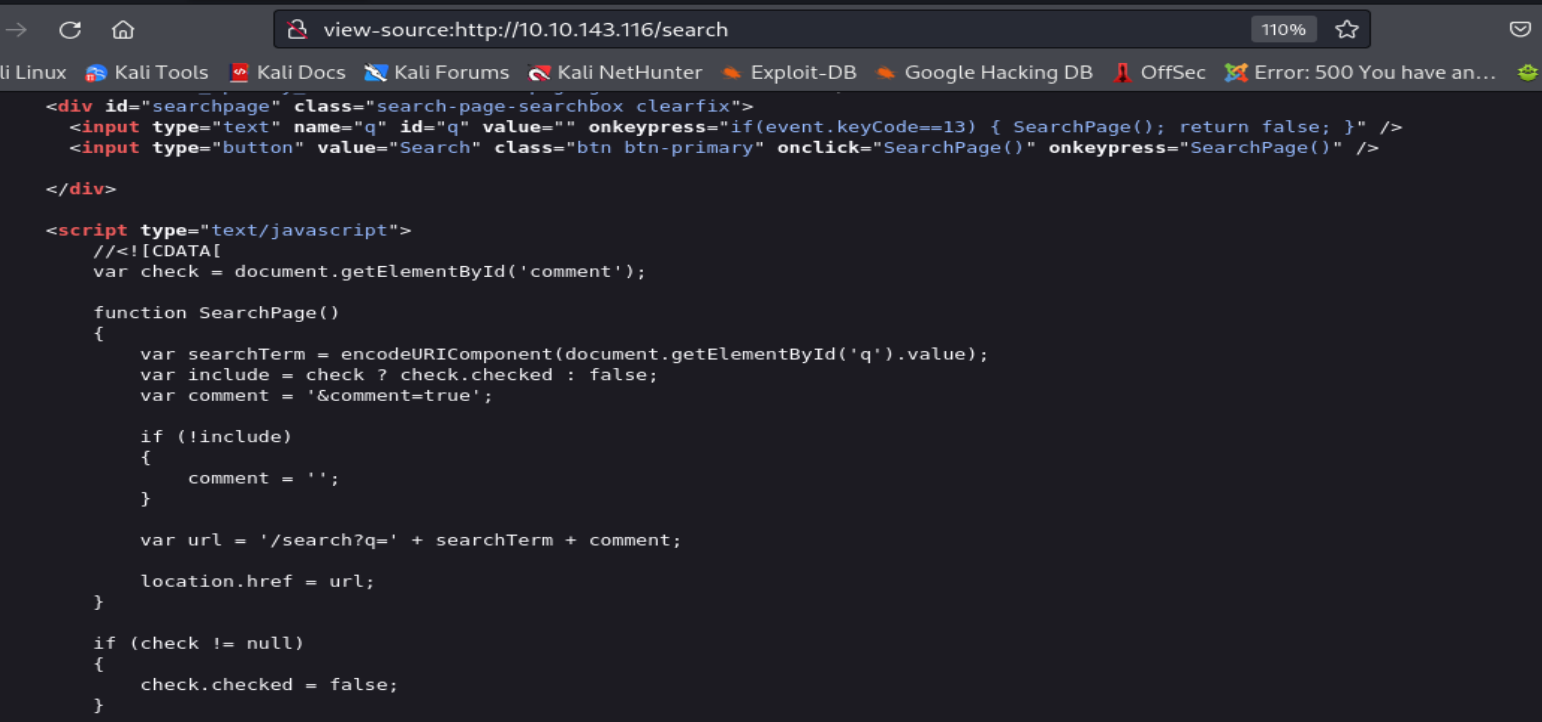 view-source:http://10.10.143.116/search 110%
li Linux Kali Tools Kali Docs Kali Forums Kali NetHunter Exploit-DB Google Hacking DB OffSec Error: 500 You have an...
<div id="searchpage" class="search-page-searchbox clearfix">
<input type="text" name="q" id="q" value="" onkeypress="if(event.keyCode==13) { SearchPage(); return false; }" />
<input type="button" value="Search" class="btn btn-primary" onclick="SearchPage()" onkeypress="SearchPage()" />
</div>
<script type="text/javascript">
//<![CDATA[
var check = document.getElementById('comment');
function SearchPage()
{
var searchTerm = encodeURIComponent(document.getElementById('q').value);
var include = check ? check.checked : false;
var comment = '&comment=true';
if (!include)
{
comment = '';
}
var url = '/search?q=' + searchTerm + comment;
location.href = url;
}
if (check != null)
{
check.checked = false;
}